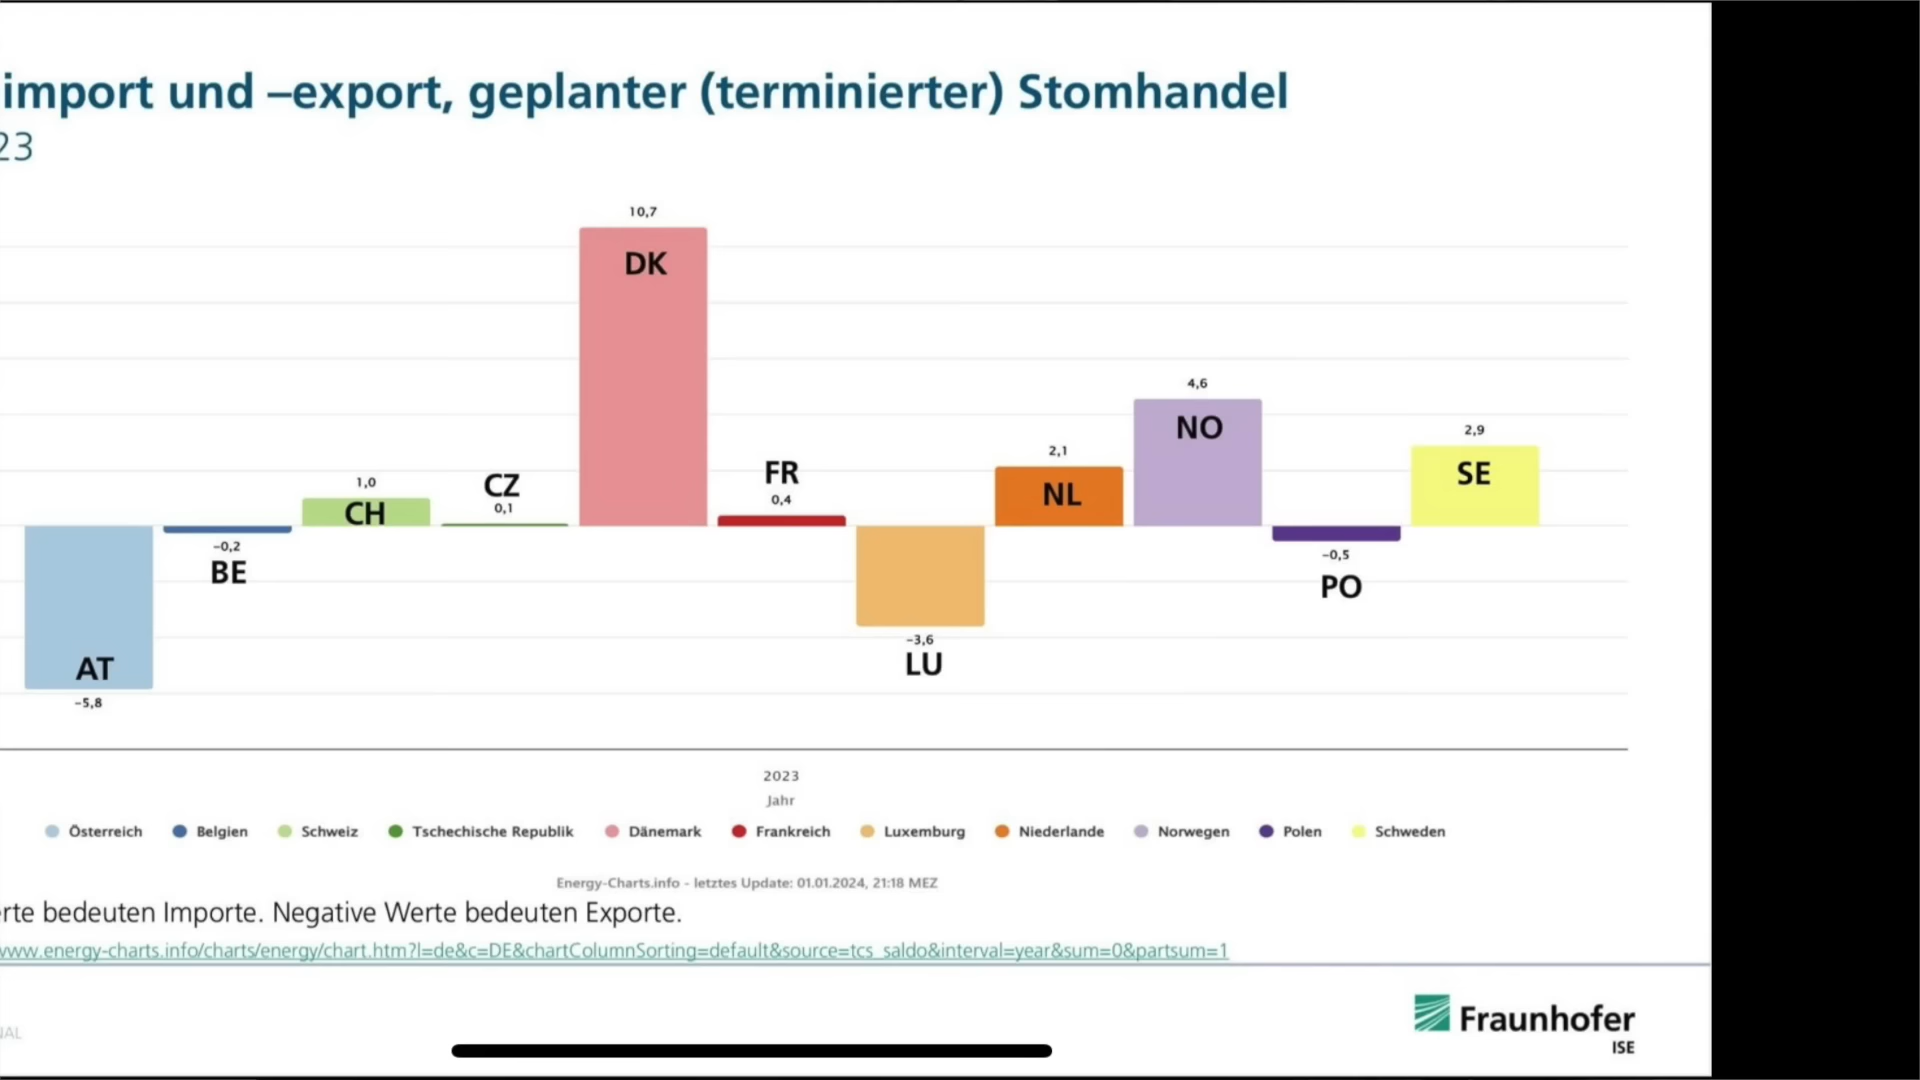 import und –export, geplanter (terminierter) Stomhandel
23
10,7
DK
4,6
NO
2,9
SE
2,1
NL
FR
0,4
CZ
0,1
1,0
CH
–0,2
BE
–0,5
PO
–3,6
LU
AT
–5,8
2023
Jahr
Österreich Belgien Schweiz Tschechische Republik Dänemark Frankreich Luxemburg Niederlande Norwegen Polen Schweden
Energy-Charts.info - letztes Update: 01.01.2024, 21:18 MEZ
erte bedeuten Importe. Negative Werte bedeuten Exporte.
www.energy-charts.info/charts/energy/chart.htm?l=de&c=DE&chartColumnSorting=default&source=tcs_saldo&interval=year&sum=0&partsum=1
NAL
Fraunhofer
ISE